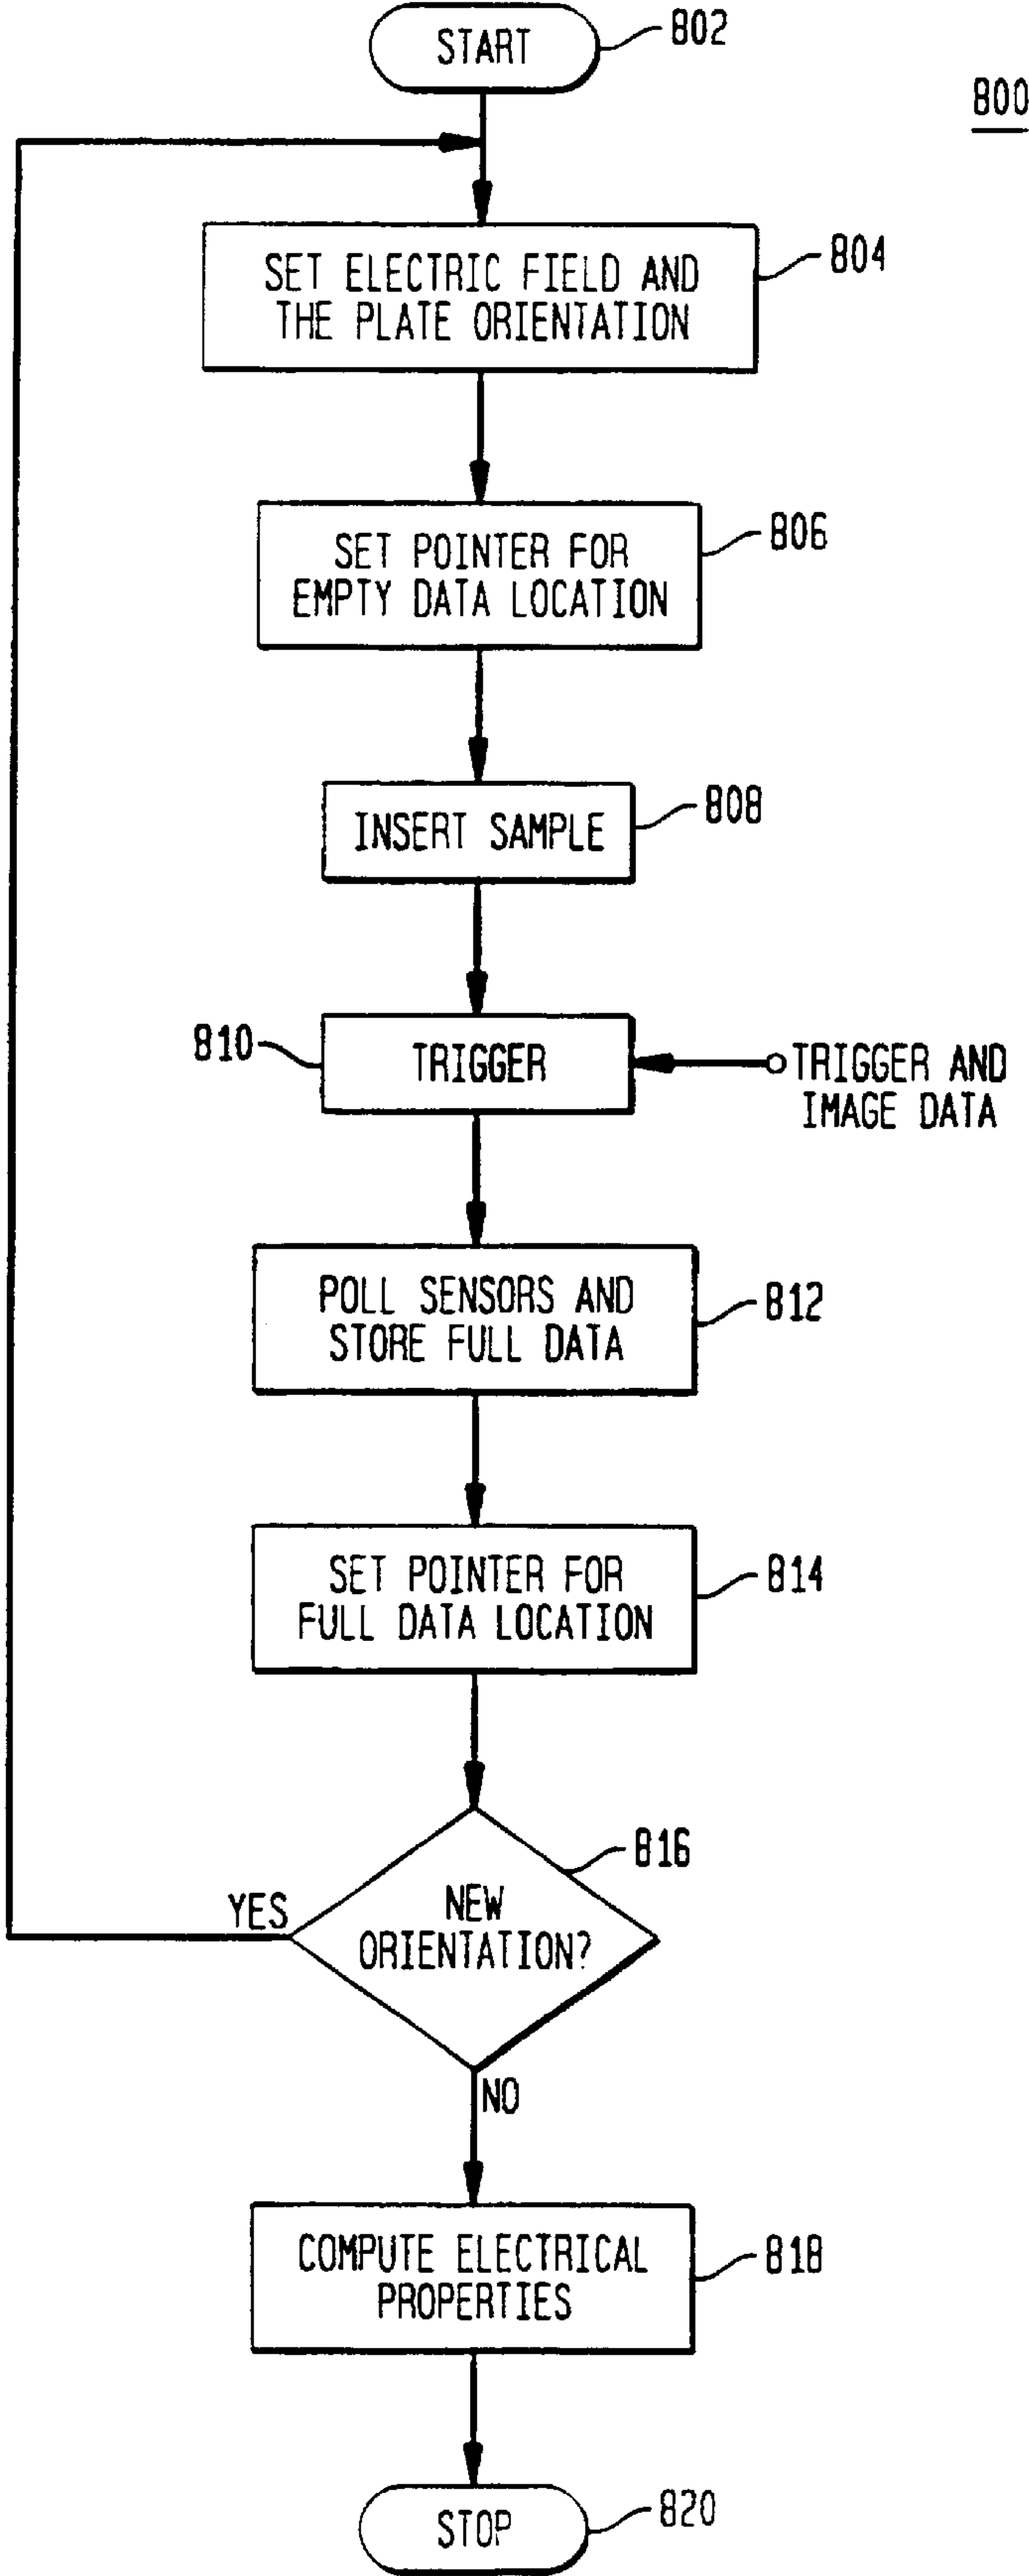 START
802
800
SET ELECTRIC FIELD AND
THE PLATE ORIENTATION
804
SET POINTER FOR
EMPTY DATA LOCATION
806
INSERT SAMPLE
808
810
TRIGGER
TRIGGER AND
IMAGE DATA
POLL SENSORS AND
STORE FULL DATA
812
SET POINTER FOR
FULL DATA LOCATION
814
816
YES
NEW
ORIENTATION?
NO
COMPUTE ELECTRICAL
PROPERTIES
818
STOP
820